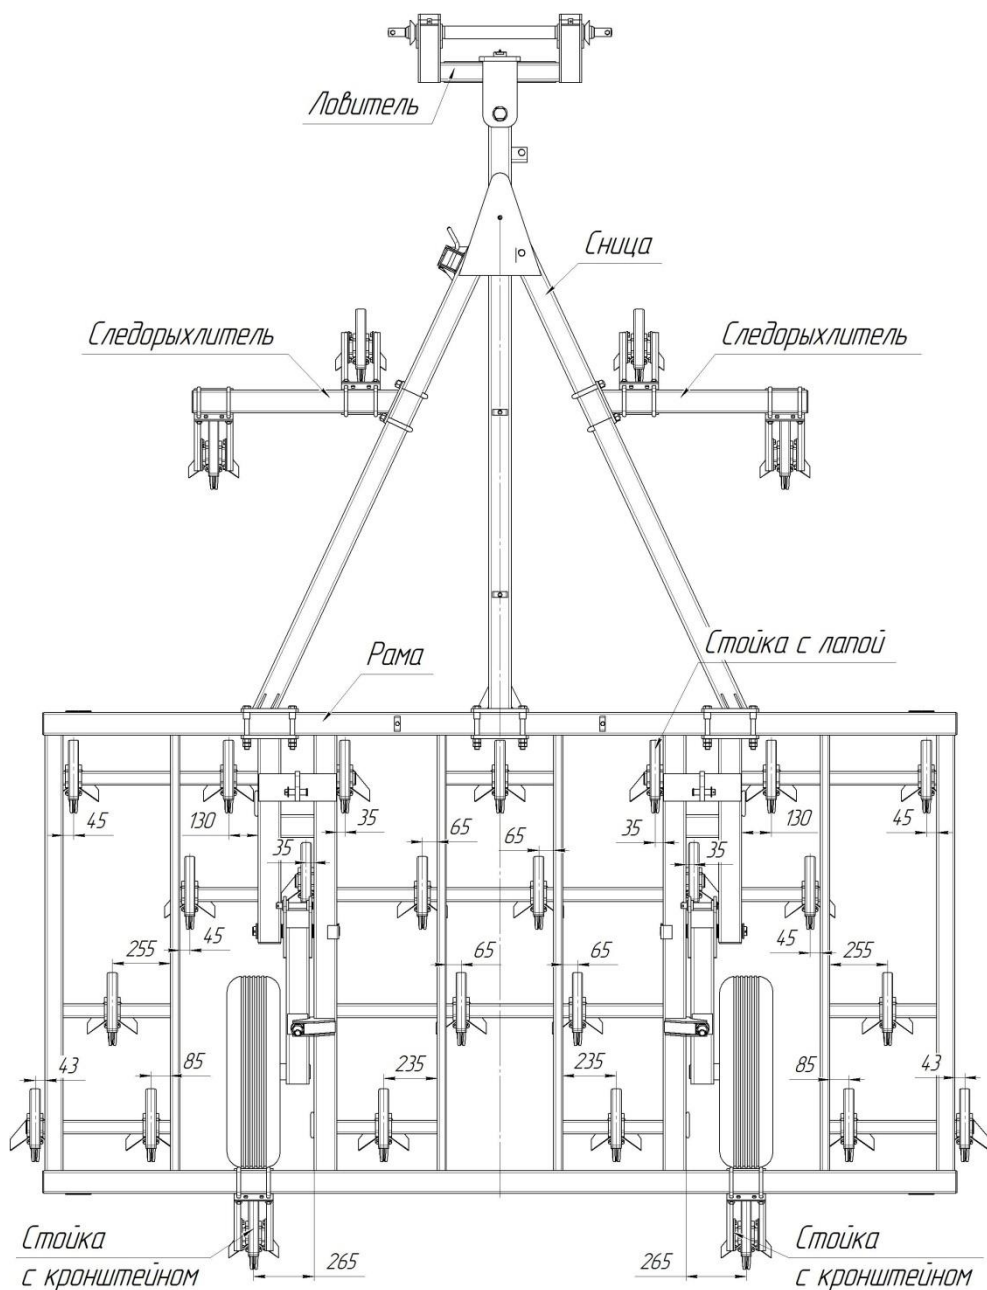 Ловитель
Сница
Следорыхлитель
Следорыхлитель
Рама
Стойка с лапой
45
130
35
65
65
35
130
45
35
35
255
45
65
65
45
255
43
85
235
235
85
43
Стойка
с кронштейном
265
265
Стойка
с кронштейном